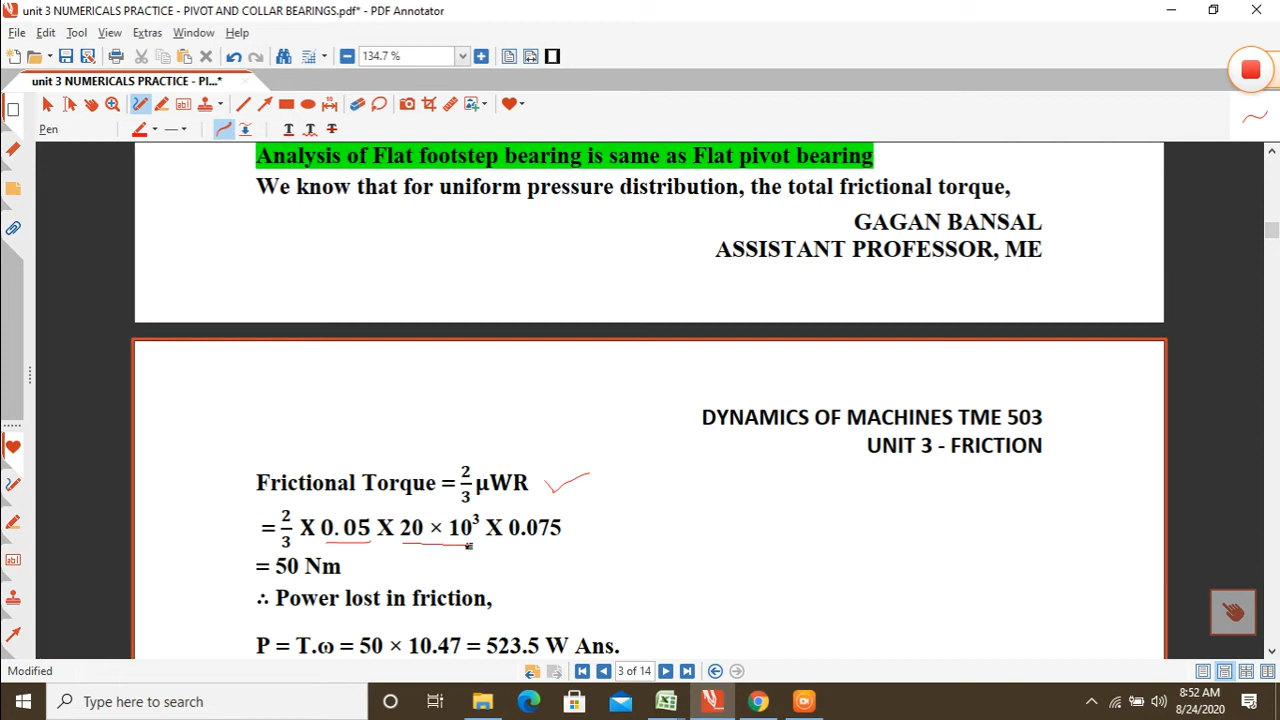 unit 3 NUMERICALS PRACTICE - PIVOT AND COLLAR BEARINGS.pdf* - PDF Annotator
File Edit Tool View Extras Window Help
134.7 %
unit 3 NUMERICALS PRACTICE - PI...*
Pen
Analysis of Flat footstep bearing is same as Flat pivot bearing
We know that for uniform pressure distribution, the total frictional torque,
GAGAN BANSAL
ASSISTANT PROFESSOR, ME
DYNAMICS OF MACHINES TME 503
UNIT 3 - FRICTION
Frictional Torque = 2/3 μWR
= 2/3 X 0.05 X 20 × 10³ X 0.075
= 50 Nm
∴ Power lost in friction,
P = T.ω = 50 × 10.47 = 523.5 W Ans.
Modified
3 of 14
Type here to search
8:52 AM
8/24/2020